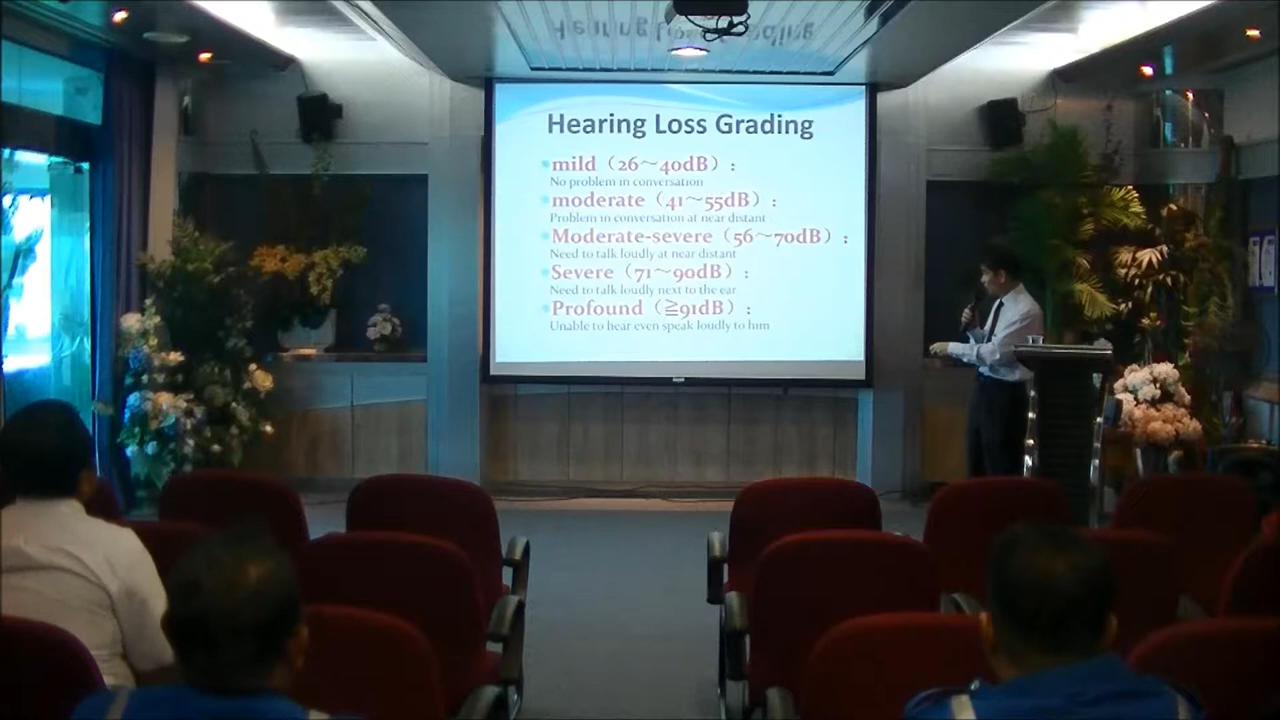 Hearing Loss Grading
mild（26～40dB）：
No problem in conversation
moderate（41～55dB）：
Problem in conversation at near distant
Moderate-severe（56～70dB）：
Need to talk loudly at near distant
Severe（71～90dB）：
Need to talk loudly next to the ear
Profound（≧91dB）：
Unable to hear even speak loudly to him